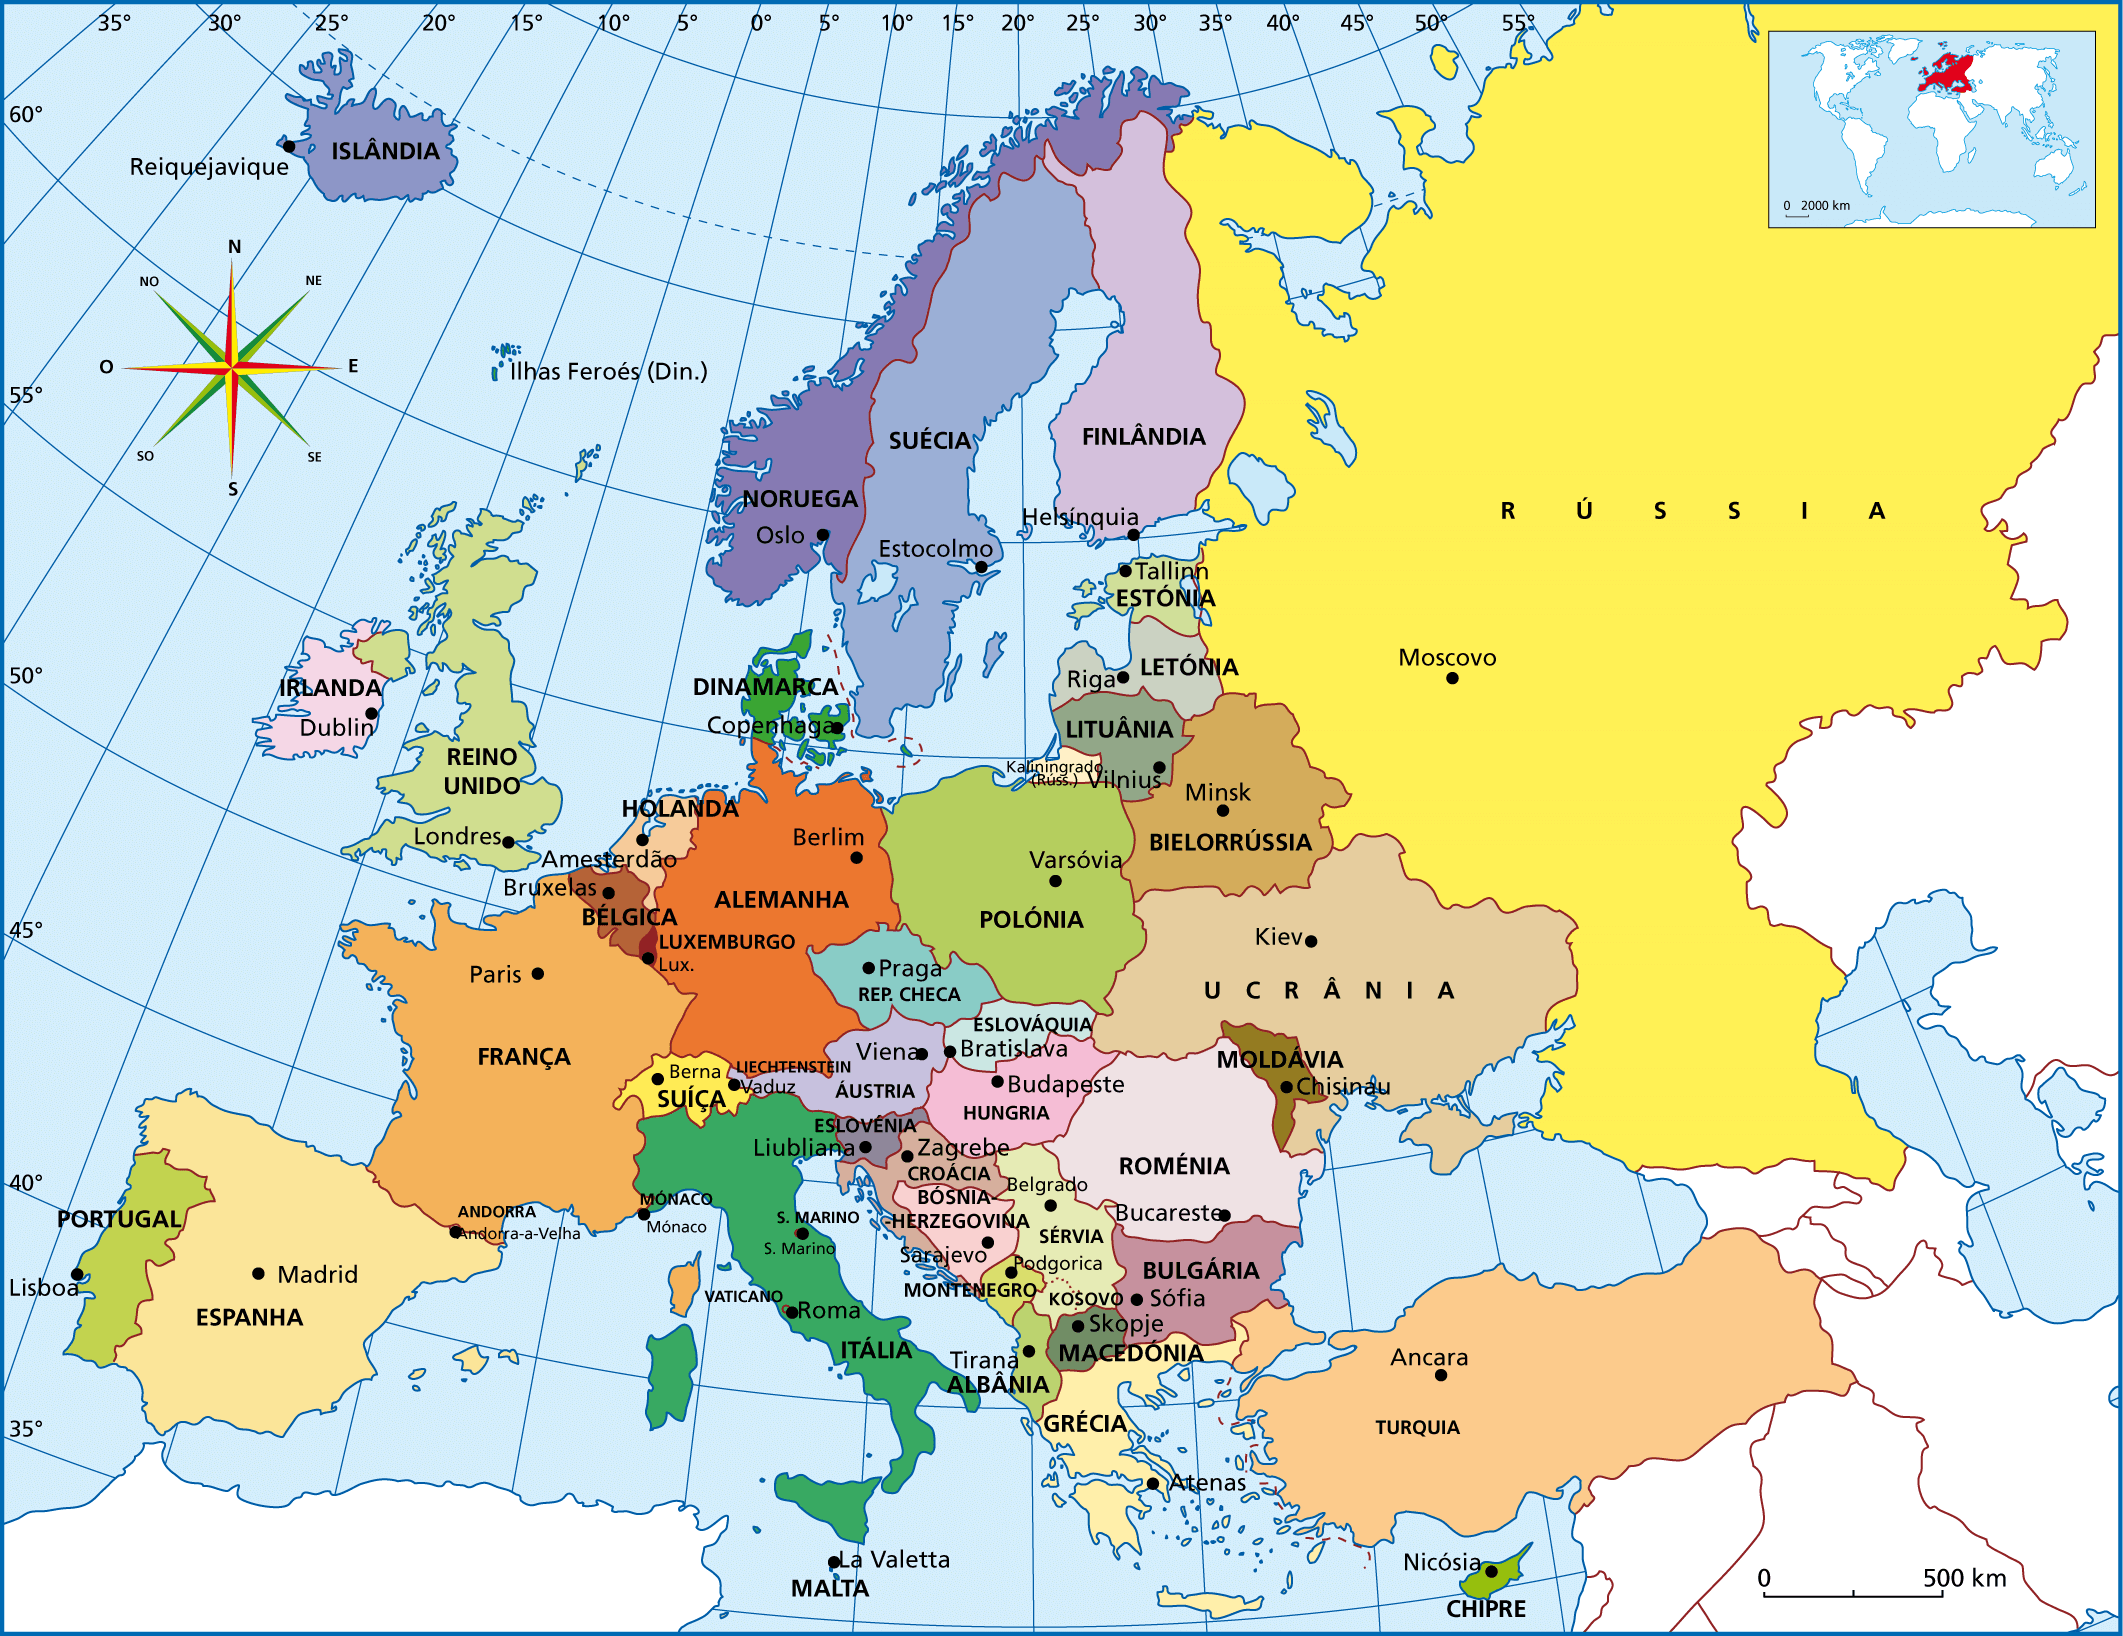 35°
30°
25°
20°
15°
10°
5°
0°
5°
10°
15°
20°
25°
30°
35°
40°
45°
50°
55°
60°
55°
50°
45°
40°
35°
0 2000 km
N
NO
NE
O
E
SO
SE
S
ISLÂNDIA
Reiquejavique
Ilhas Feroés (Din.)
SUÉCIA
FINLÂNDIA
NORUEGA
Oslo
Helsínquia
Estocolmo
R Ú S S I A
Tallinn
ESTÓNIA
Moscovo
LETÓNIA
Riga
IRLANDA
Dublin
DINAMARCA
Copenhaga
LITUÂNIA
Kaliningrado
(Rúss.)
Vilnius
REINO
UNIDO
Londres
Minsk
BIELORRÚSSIA
HOLANDA
Amesterdão
Berlim
Varsóvia
Bruxelas
BÉLGICA
ALEMANHA
POLÓNIA
LUXEMBURGO
Lux.
Kiev
U C R Â N I A
Paris
Praga
REP. CHECA
ESLOVÁQUIA
Bratislava
Viena
FRANÇA
Berna
SUÍÇA
LIECHTENSTEIN
Vaduz
ÁUSTRIA
Budapeste
HUNGRIA
MOLDÁVIA
Chisinau
ESLOVÉNIA
Liubliana
Zagrebe
CROÁCIA
ROMÉNIA
Bucareste
BÓSNIA-
-HERZEGOVINA
Sarajevo
Belgrado
SÉRVIA
PORTUGAL
Lisboa
Madrid
ESPANHA
ANDORRA
Andorra-a-Velha
MÓNACO
Mónaco
S. MARINO
S. Marino
Podgorica
MONTENEGRO
KOSOVO
BULGÁRIA
Sófia
VATICANO
Roma
Skopje
MACEDÓNIA
ITÁLIA
Tirana
ALBÂNIA
Ancara
TURQUIA
GRÉCIA
Atenas
La Valetta
MALTA
Nicósia
CHIPRE
0 500 km